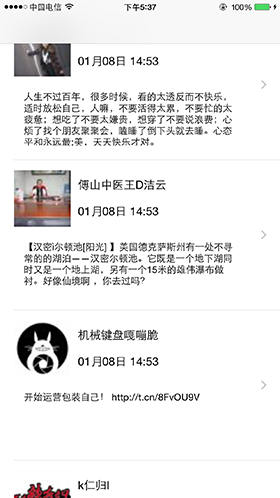 中国电信 下午5:37
01月08日 14:53
人生不过百年，很多时候，看的太透反而不快乐，
适时放松自己，人嘛，不要活得太累，不要忙的太
疲惫；想吃了不要太嫌贵，想穿了不要说浪费；心
烦了找个朋友聚聚会，瞌睡了倒下头就去睡。心态
平和永远最:美，天天快乐才对。
傅山中医王D洁云
01月08日 14:53
【汉密i尔顿池[阳光] 】美国德克萨斯州有一处不寻
常的的湖泊——汉密尔顿池。它既是一个地下湖同
时又是一个地上湖，另有一个15米的雄伟瀑布做
衬。好像仙境啊 ，你去过吗?
机械键盘嘎嘣脆
01月08日 14:53
开始运营包装自己！ http://t.cn/8FvOU9V
k仁归l